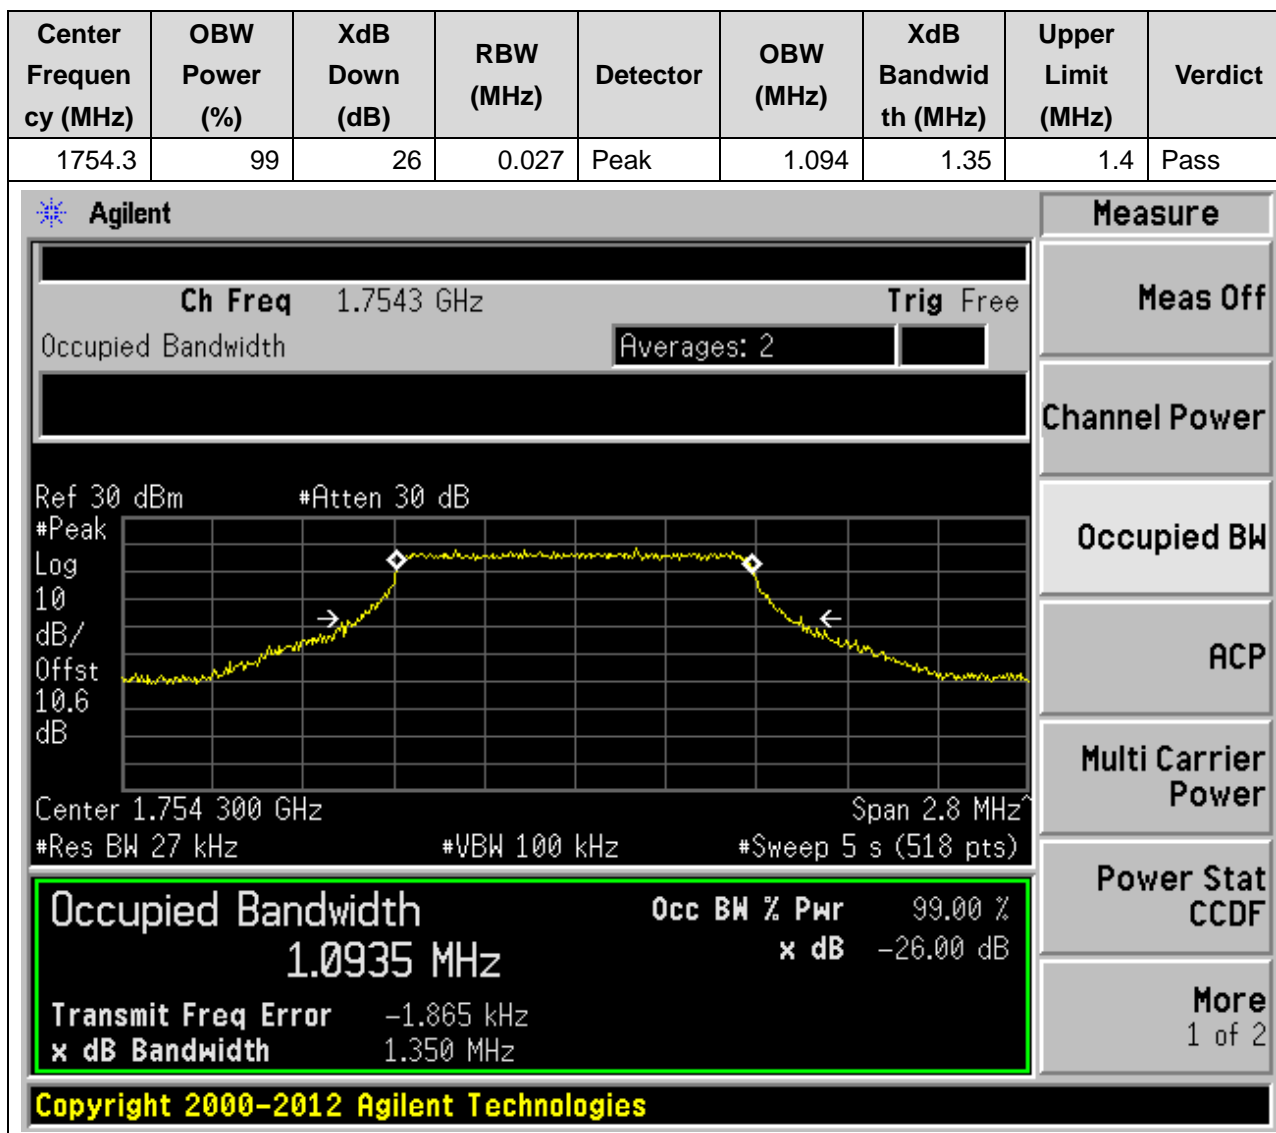 Center Frequen cy (MHz) OBW Power (%) XdB Down (dB) RBW (MHz) Detector OBW (MHz) XdB Bandwid th (MHz) Upper Limit (MHz) Verdict
1754.3 99 26 0.027 Peak 1.094 1.35 1.4 Pass
Agilent
Measure
Ch Freq 1.7543 GHz Trig Free
Occupied Bandwidth Averages: 2
Ref 30 dBm #Atten 30 dB
#Peak
Log
10
dB/
Offst
10.6
dB
Center 1.754 300 GHz Span 2.8 MHz^
#Res BW 27 kHz #VBW 100 kHz #Sweep 5 s (518 pts)
Occupied Bandwidth Occ BW % Pwr 99.00 %
1.0935 MHz x dB -26.00 dB
Transmit Freq Error -1.865 kHz
x dB Bandwidth 1.350 MHz
Meas Off
Channel Power
Occupied BW
ACP
Multi Carrier
Power
Power Stat
CCDF
More
1 of 2
Copyright 2000-2012 Agilent Technologies